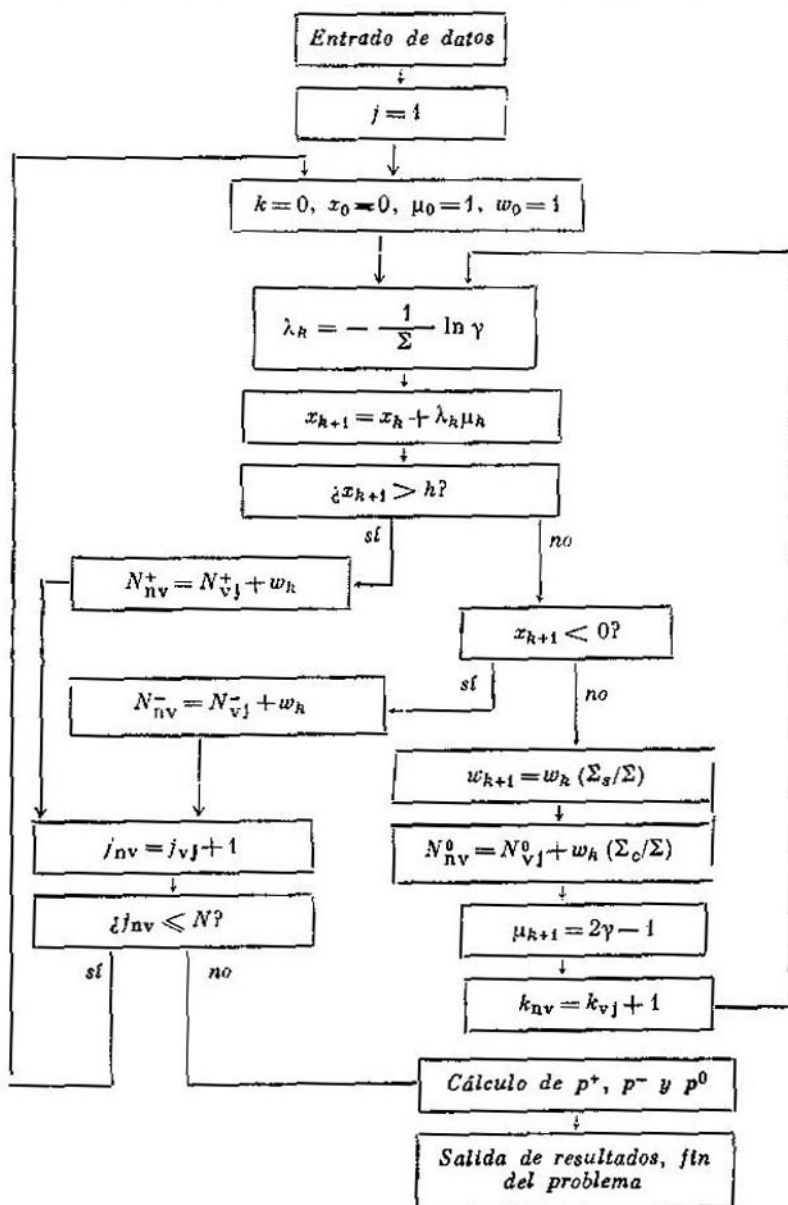 Entrado de datos
j = 1
k=0, x₀=0, μ₀=1, w₀=1
λₖ = − 1/Σ ln γ
xₖ₊₁ = xₖ + λₖμₖ
¿xₖ₊₁ > h?
sí
no
N⁺ₙᵥ = N⁺ᵥⱼ + wₖ
xₖ₊₁ < 0?
sí
no
N⁻ₙᵥ = N⁻ᵥⱼ + wₖ
wₖ₊₁ = wₖ (Σₛ/Σ)
jₙᵥ = jᵥⱼ + 1
N⁰ₙᵥ = N⁰ᵥⱼ + wₖ (Σ_c/Σ)
¿jₙᵥ ⩽ N?
μₖ₊₁ = 2γ − 1
sí
no
kₙᵥ = kᵥⱼ + 1
Cálculo de p⁺, p⁻ y p⁰
Salida de resultados, fin
del problema